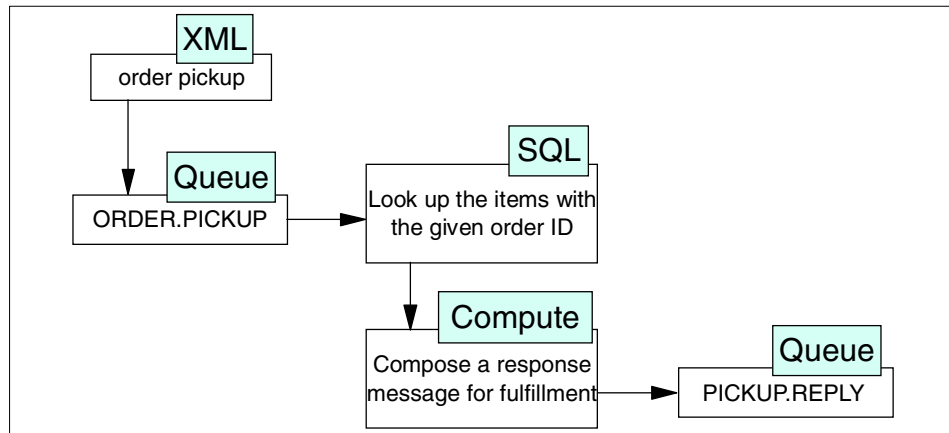 XML
order pickup
Queue
ORDER.PICKUP
SQL
Look up the items with
the given order ID
Compute
Compose a response
message for fulfillment
Queue
PICKUP.REPLY